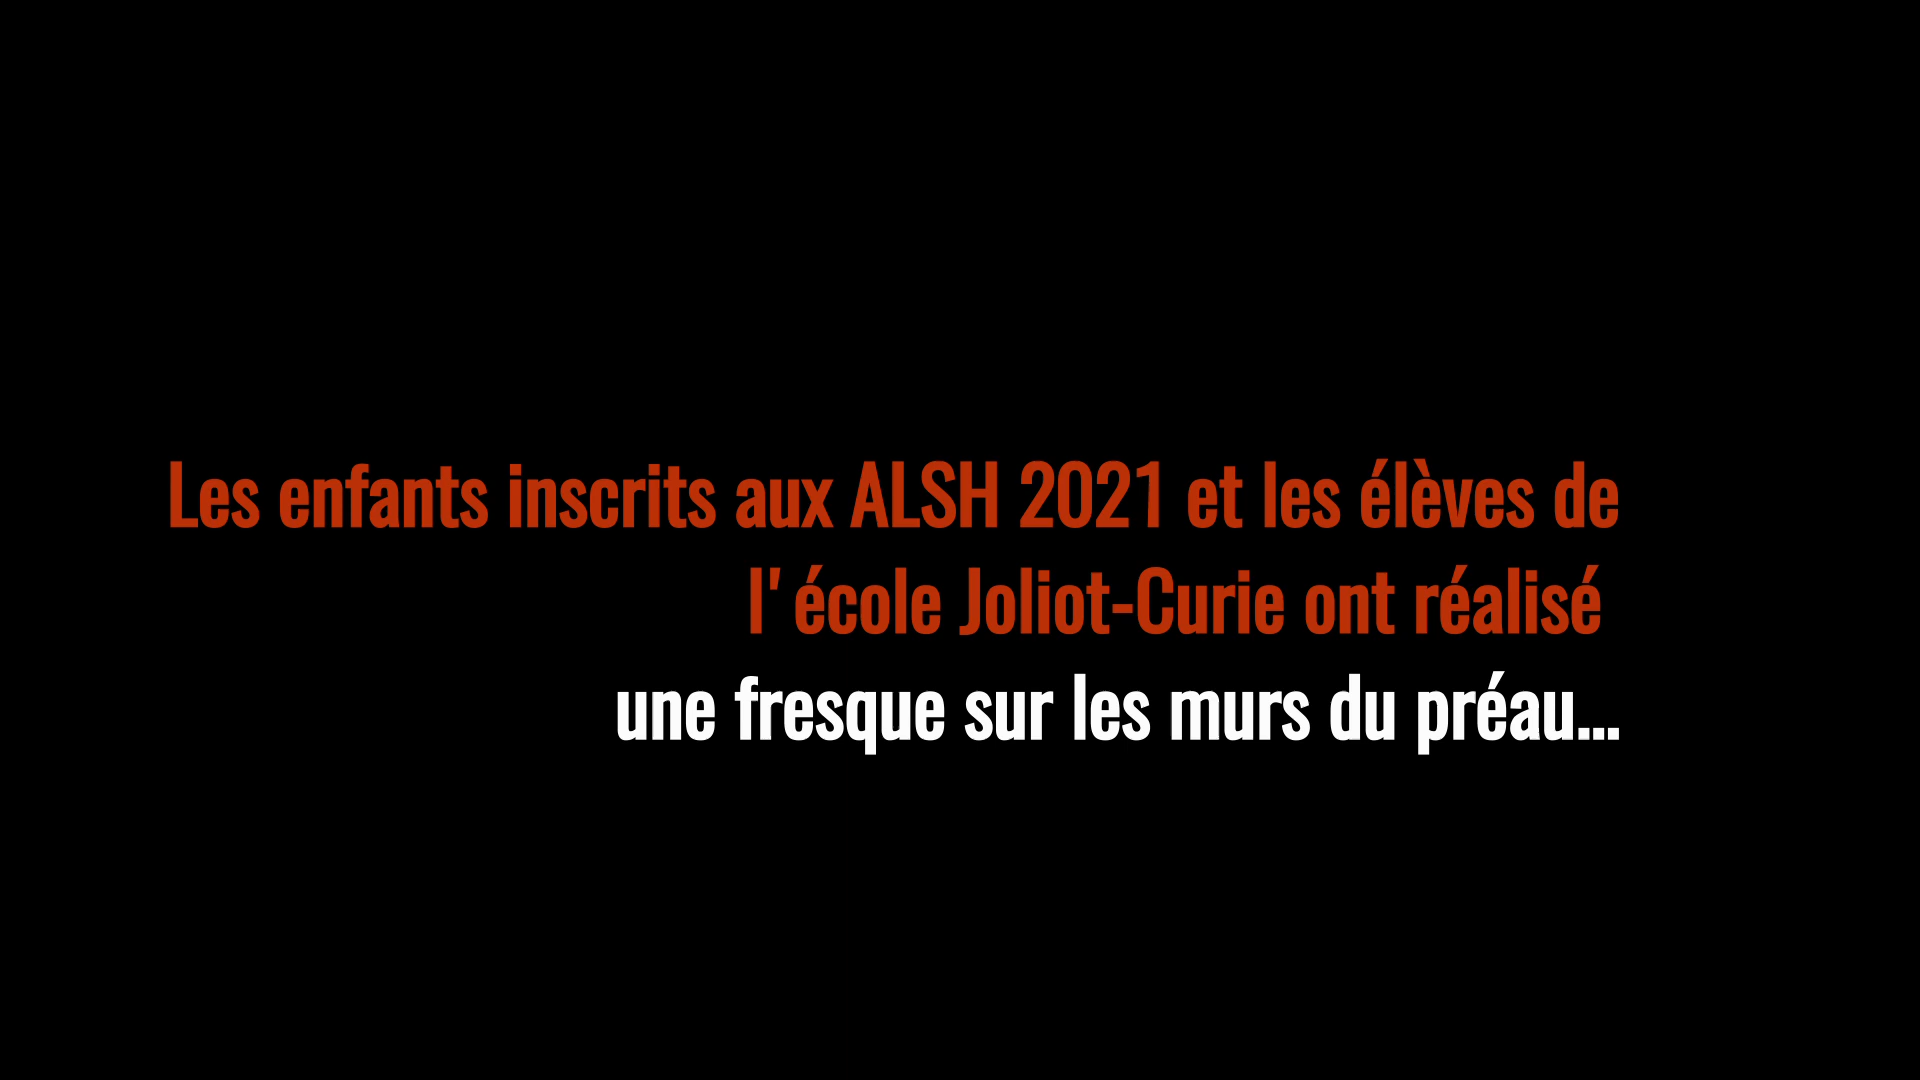 Les enfants inscrits aux ALSH 2021 et les élèves de
l'école Joliot-Curie ont réalisé
une fresque sur les murs du préau...